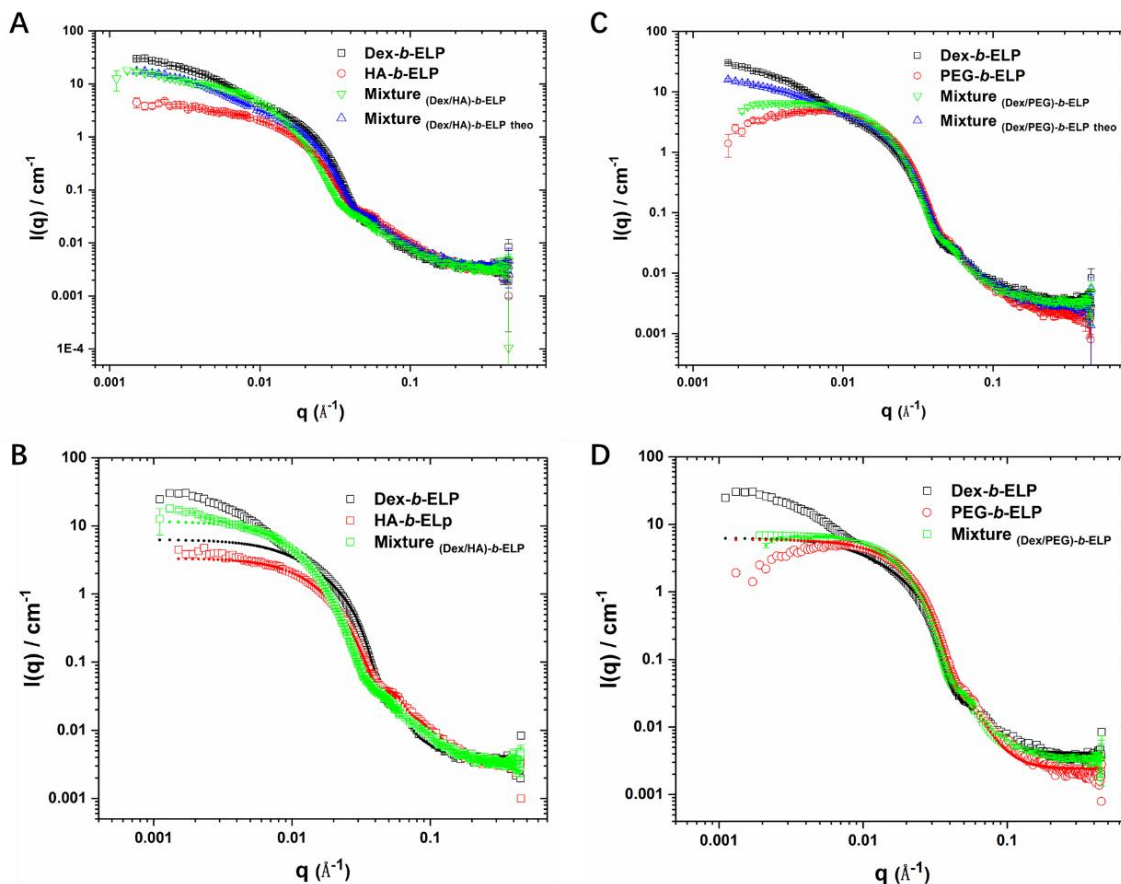 A
100
10
1
0.1
0.01
0.001
1E-4
I(q) / cm⁻¹
Dex-b-ELP
HA-b-ELP
Mixture (Dex/HA)-b-ELP
Mixture (Dex/HA)-b-ELP theo
0.001
0.01
0.1
q (Å⁻¹)
C
100
10
1
0.1
0.01
0.001
I(q) / cm⁻¹
Dex-b-ELP
PEG-b-ELP
Mixture (Dex/PEG)-b-ELP
Mixture (Dex/PEG)-b-ELP theo
0.001
0.01
0.1
q (Å⁻¹)
B
100
10
1
0.1
0.01
0.001
I(q) / cm⁻¹
Dex-b-ELP
HA-b-ELp
Mixture (Dex/HA)-b-ELP
0.001
0.01
0.1
q (Å⁻¹)
D
100
10
1
0.1
0.01
0.001
I(q) / cm⁻¹
Dex-b-ELP
PEG-b-ELP
Mixture (Dex/PEG)-b-ELP
0.001
0.01
0.1
q (Å⁻¹)